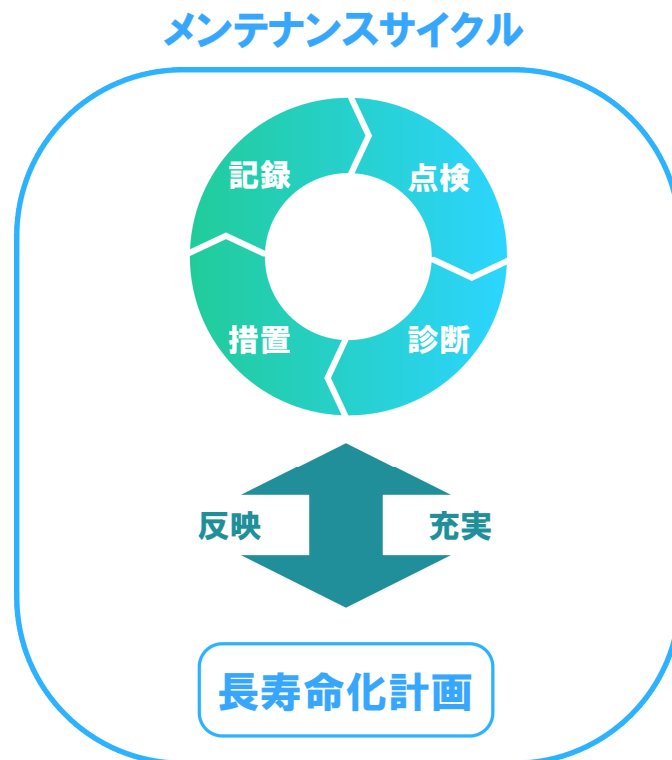 メンテナンスサイクル
記録
点検
措置
診断
反映
充実
長寿命化計画